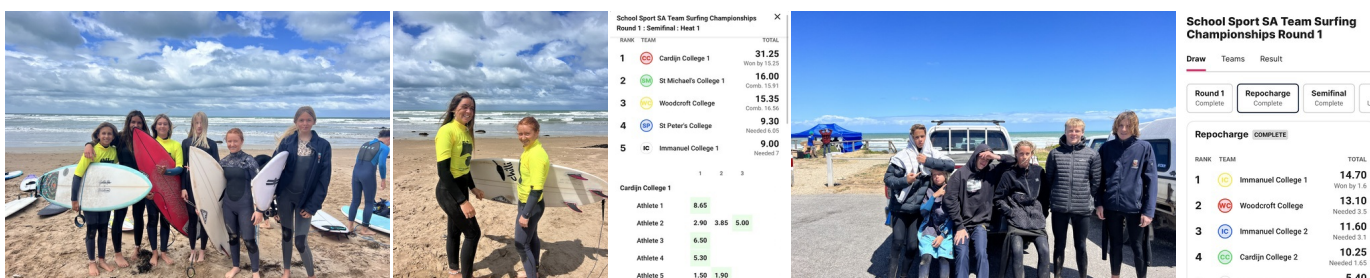 School Sport SA Team Surfing Championships
Round 1 : Semifinal : Heat 1
RANK TEAM TOTAL
1 CC Cardijn College 1 31.25
Won by 15.25
2 SM St Michael's College 1 16.00
Comb. 15.91
3 WC Woodcroft College 15.35
Comb. 16.56
4 SP St Peter's College 9.30
Needed 6.05
5 IC Immanuel College 1 9.00
Needed 7
1 2 3
Cardijn College 1
Athlete 1 8.65
Athlete 2 2.90 3.85 5.00
Athlete 3 6.50
Athlete 4 5.30
Athlete 5 1.50 1.90
School Sport SA Team Surfing
Championships Round 1
Draw Teams Result
Round 1 Repocharge Semifinal
Complete Complete Complete
Repocharge COMPLETE
RANK TEAM TOTAL
1 IC Immanuel College 1 14.70
Won by 1.6
2 WC Woodcroft College 13.10
Needed 3.5
3 IC Immanuel College 2 11.60
Needed 3.1
4 CC Cardijn College 2 10.25
Needed 1.65